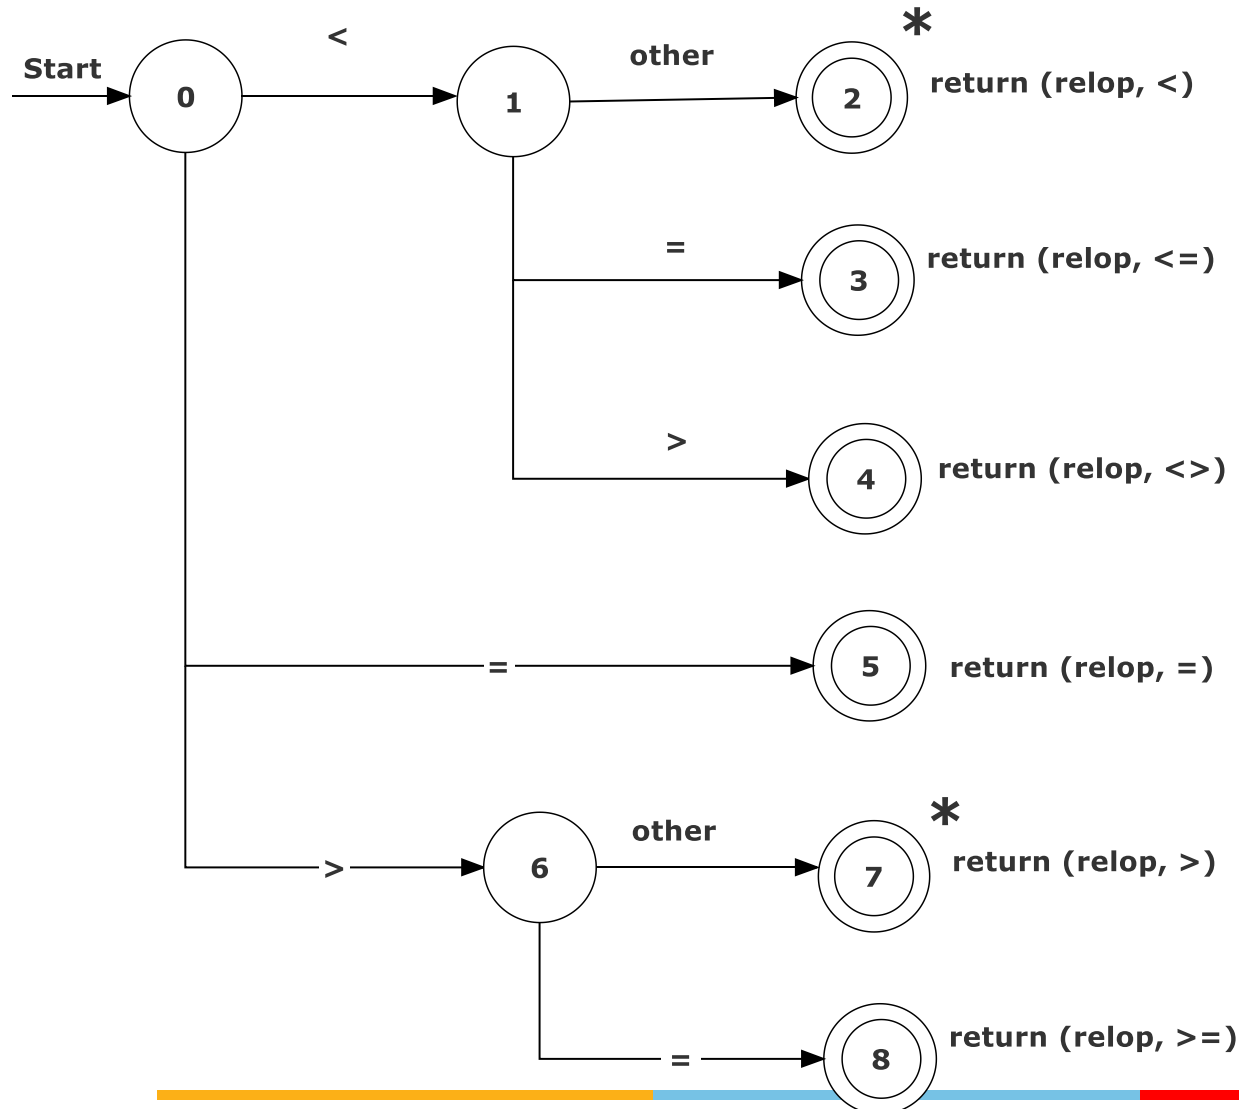 <
*
other
Start
return (relop, <)
0
1
2
=
return (relop, <=)
3
>
return (relop, <>)
4
=
5
return (relop, =)
*
other
return (relop, >)
>
6
7
return (relop, >=)
=
8